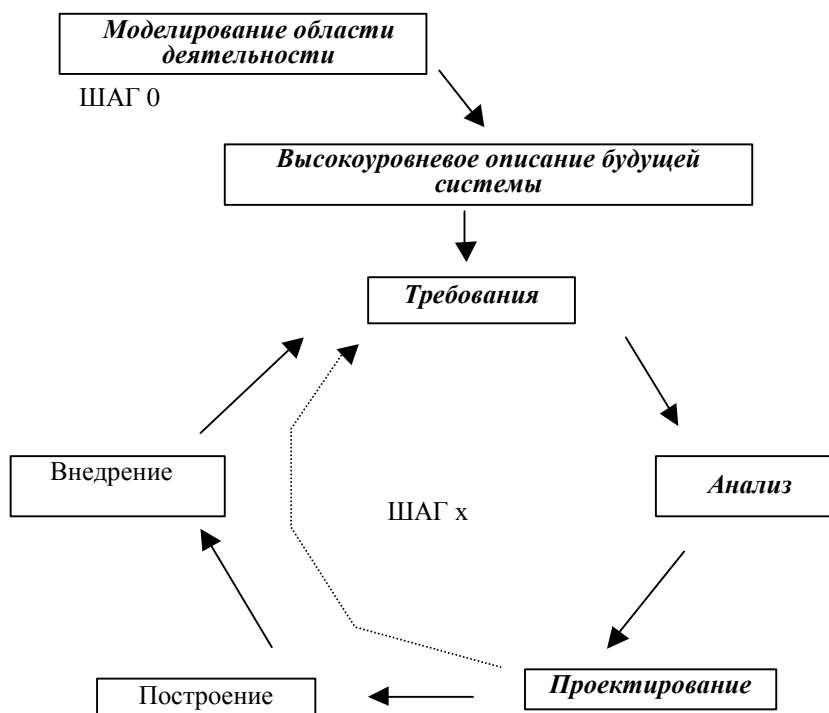 Моделирование области
деятельности
ШАГ 0
Высокоуровневое описание будущей
системы
Требования
Внедрение
Анализ
ШАГ x
Построение
Проектирование